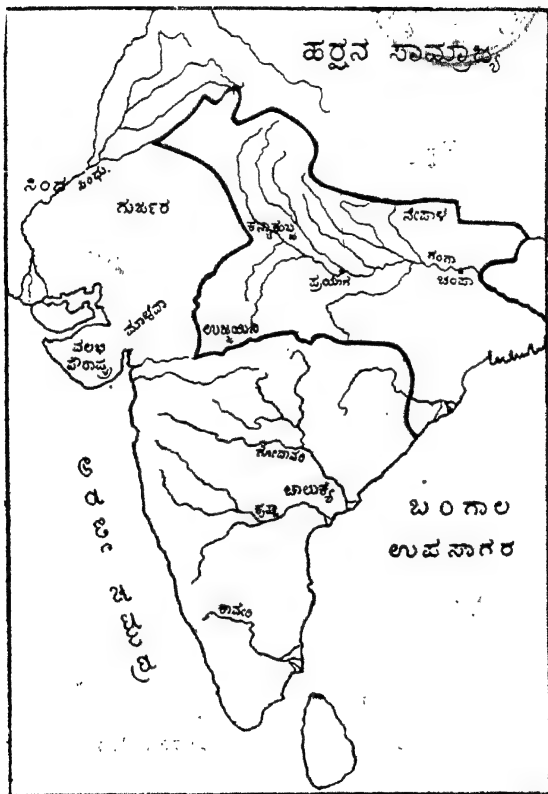 ಹರ್ಷನ ಸಾಮ್ರಾಜ್ಯ
ಸಿಂಧ
ಸಿಂಧು
ಗುರ್ಜರ
ಕನ್ಯಾಕುಬ್ಜ
ನೇಪಾಳ
ಗಂಗಾ
ಪ್ರಯಾಗ
ಚಂಪಾ
ಮಾಳವಾ
ಉಜ್ಜಯಿನಿ
ವಲಭಿ
ಸೌರಾಷ್ಟ್ರ
ಗೋದಾವರಿ
ಚಾಲುಕ್ಯ
ಕೃಷ್ಣಾ
ಬಂಗಾಲ
ಉಪಸಾಗರ
ಅರಬ್ಬೀ ಸಮುದ್ರ
ಕಾವೇರಿ